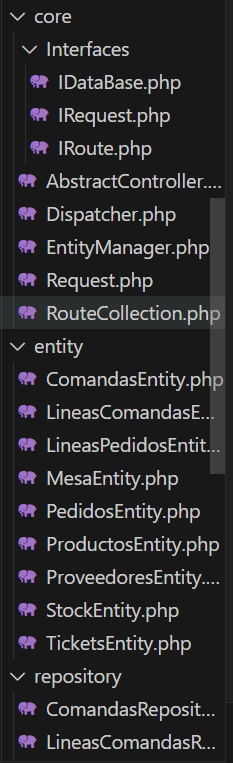 core
Interfaces
IDataBase.php
IRequest.php
IRoute.php
AbstractController....
Dispatcher.php
EntityManager.php
Request.php
RouteCollection.php
entity
ComandasEntity.php
LineasComandasE...
LineasPedidosEntit...
MesaEntity.php
PedidosEntity.php
ProductosEntity.php
ProveedoresEntity....
StockEntity.php
TicketsEntity.php
repository
ComandasReposit...
LineasComandasR...